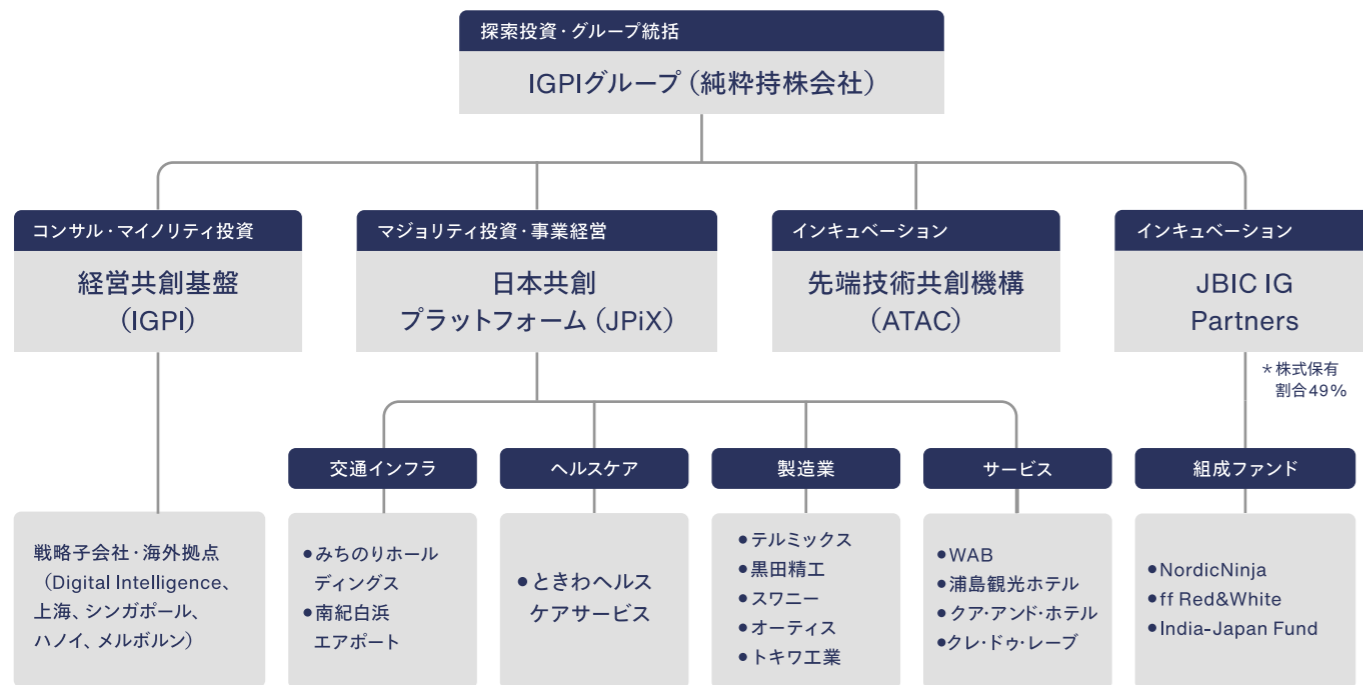 探索投資・グループ統括
IGPIグループ（純粋持株会社）
コンサル・マイノリティ投資
経営共創基盤
（IGPI）
マジョリティ投資・事業経営
日本共創
プラットフォーム（JPiX）
インキュベーション
先端技術共創機構
（ATAC）
インキュベーション
JBIC IG
Partners
＊株式保有
割合49%
戦略子会社・海外拠点
（Digital Intelligence、
上海、シンガポール、
ハノイ、メルボルン）
交通インフラ
●みちのりホール
ディングス
●南紀白浜
エアポート
ヘルスケア
●ときわヘルス
ケアサービス
製造業
●テルミックス
●黒田精工
●スワニー
●オーティス
●トキワ工業
サービス
●WAB
●浦島観光ホテル
●クア・アンド・ホテル
●クレ・ドゥ・レーブ
組成ファンド
●NordicNinja
●ff Red&White
●India-Japan Fund